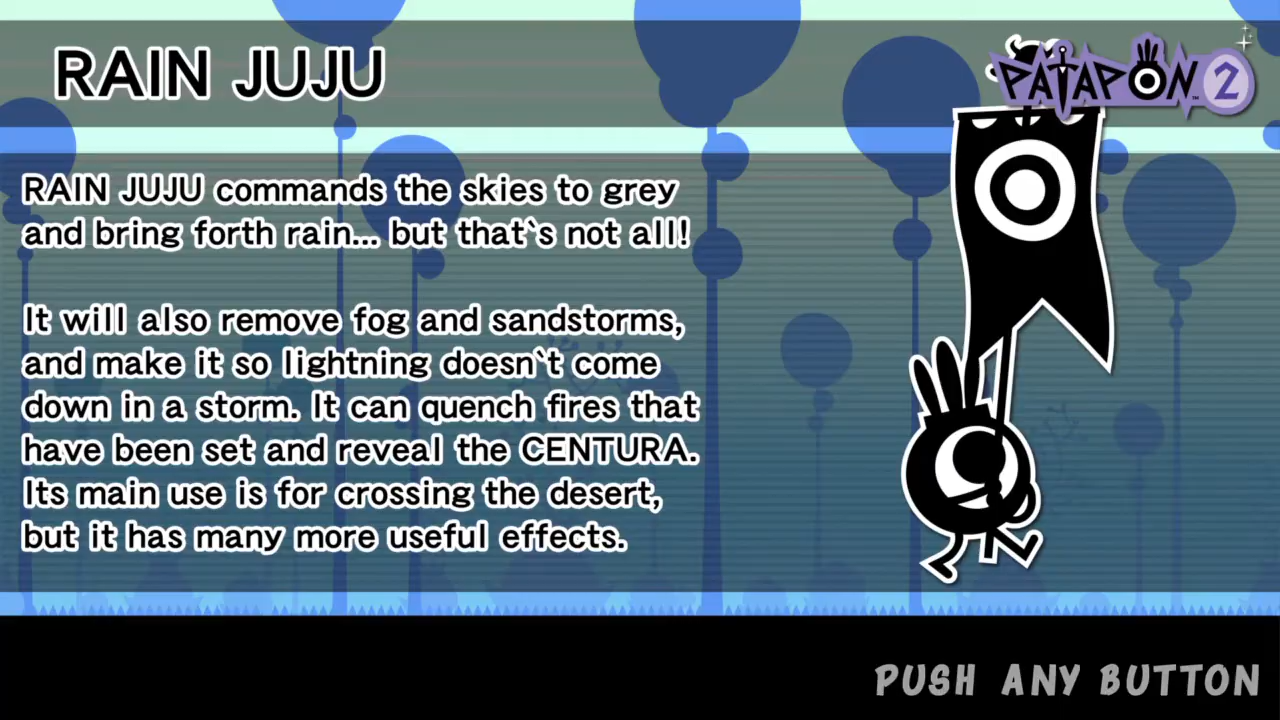 RAIN JUJU
PATAPON 2
TM
RAIN JUJU commands the skies to grey
and bring forth rain... but that`s not all!
It will also remove fog and sandstorms,
and make it so lightning doesn`t come
down in a storm. It can quench fires that
have been set and reveal the CENTURA.
Its main use is for crossing the desert,
but it has many more useful effects.
PUSH ANY BUTTON